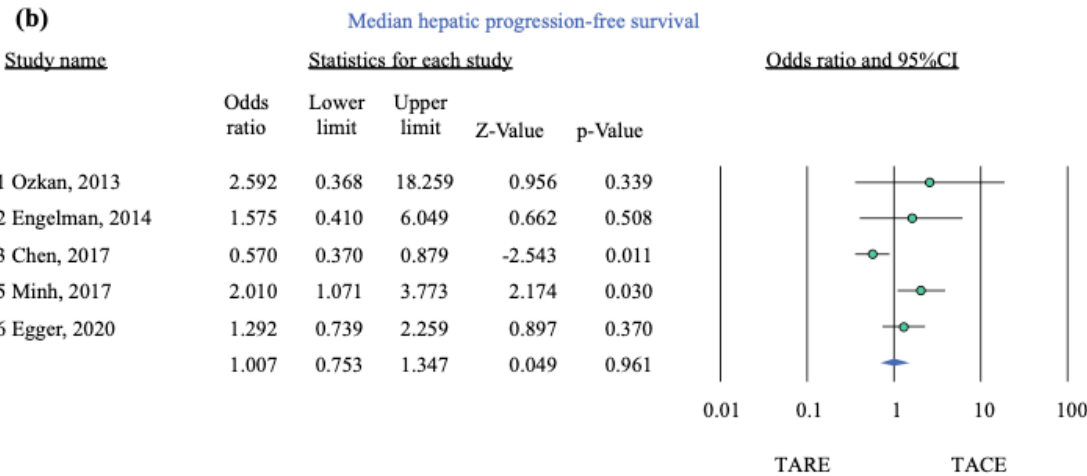 (b)
Median hepatic progression-free survival
Study name Statistics for each study Odds ratio and 95%CI
Odds Lower Upper
ratio limit limit Z-Value p-Value
1 Ozkan, 2013 2.592 0.368 18.259 0.956 0.339
2 Engelman, 2014 1.575 0.410 6.049 0.662 0.508
3 Chen, 2017 0.570 0.370 0.879 -2.543 0.011
5 Minh, 2017 2.010 1.071 3.773 2.174 0.030
6 Egger, 2020 1.292 0.739 2.259 0.897 0.370
1.007 0.753 1.347 0.049 0.961
0.01 0.1 1 10 100
TARE TACE